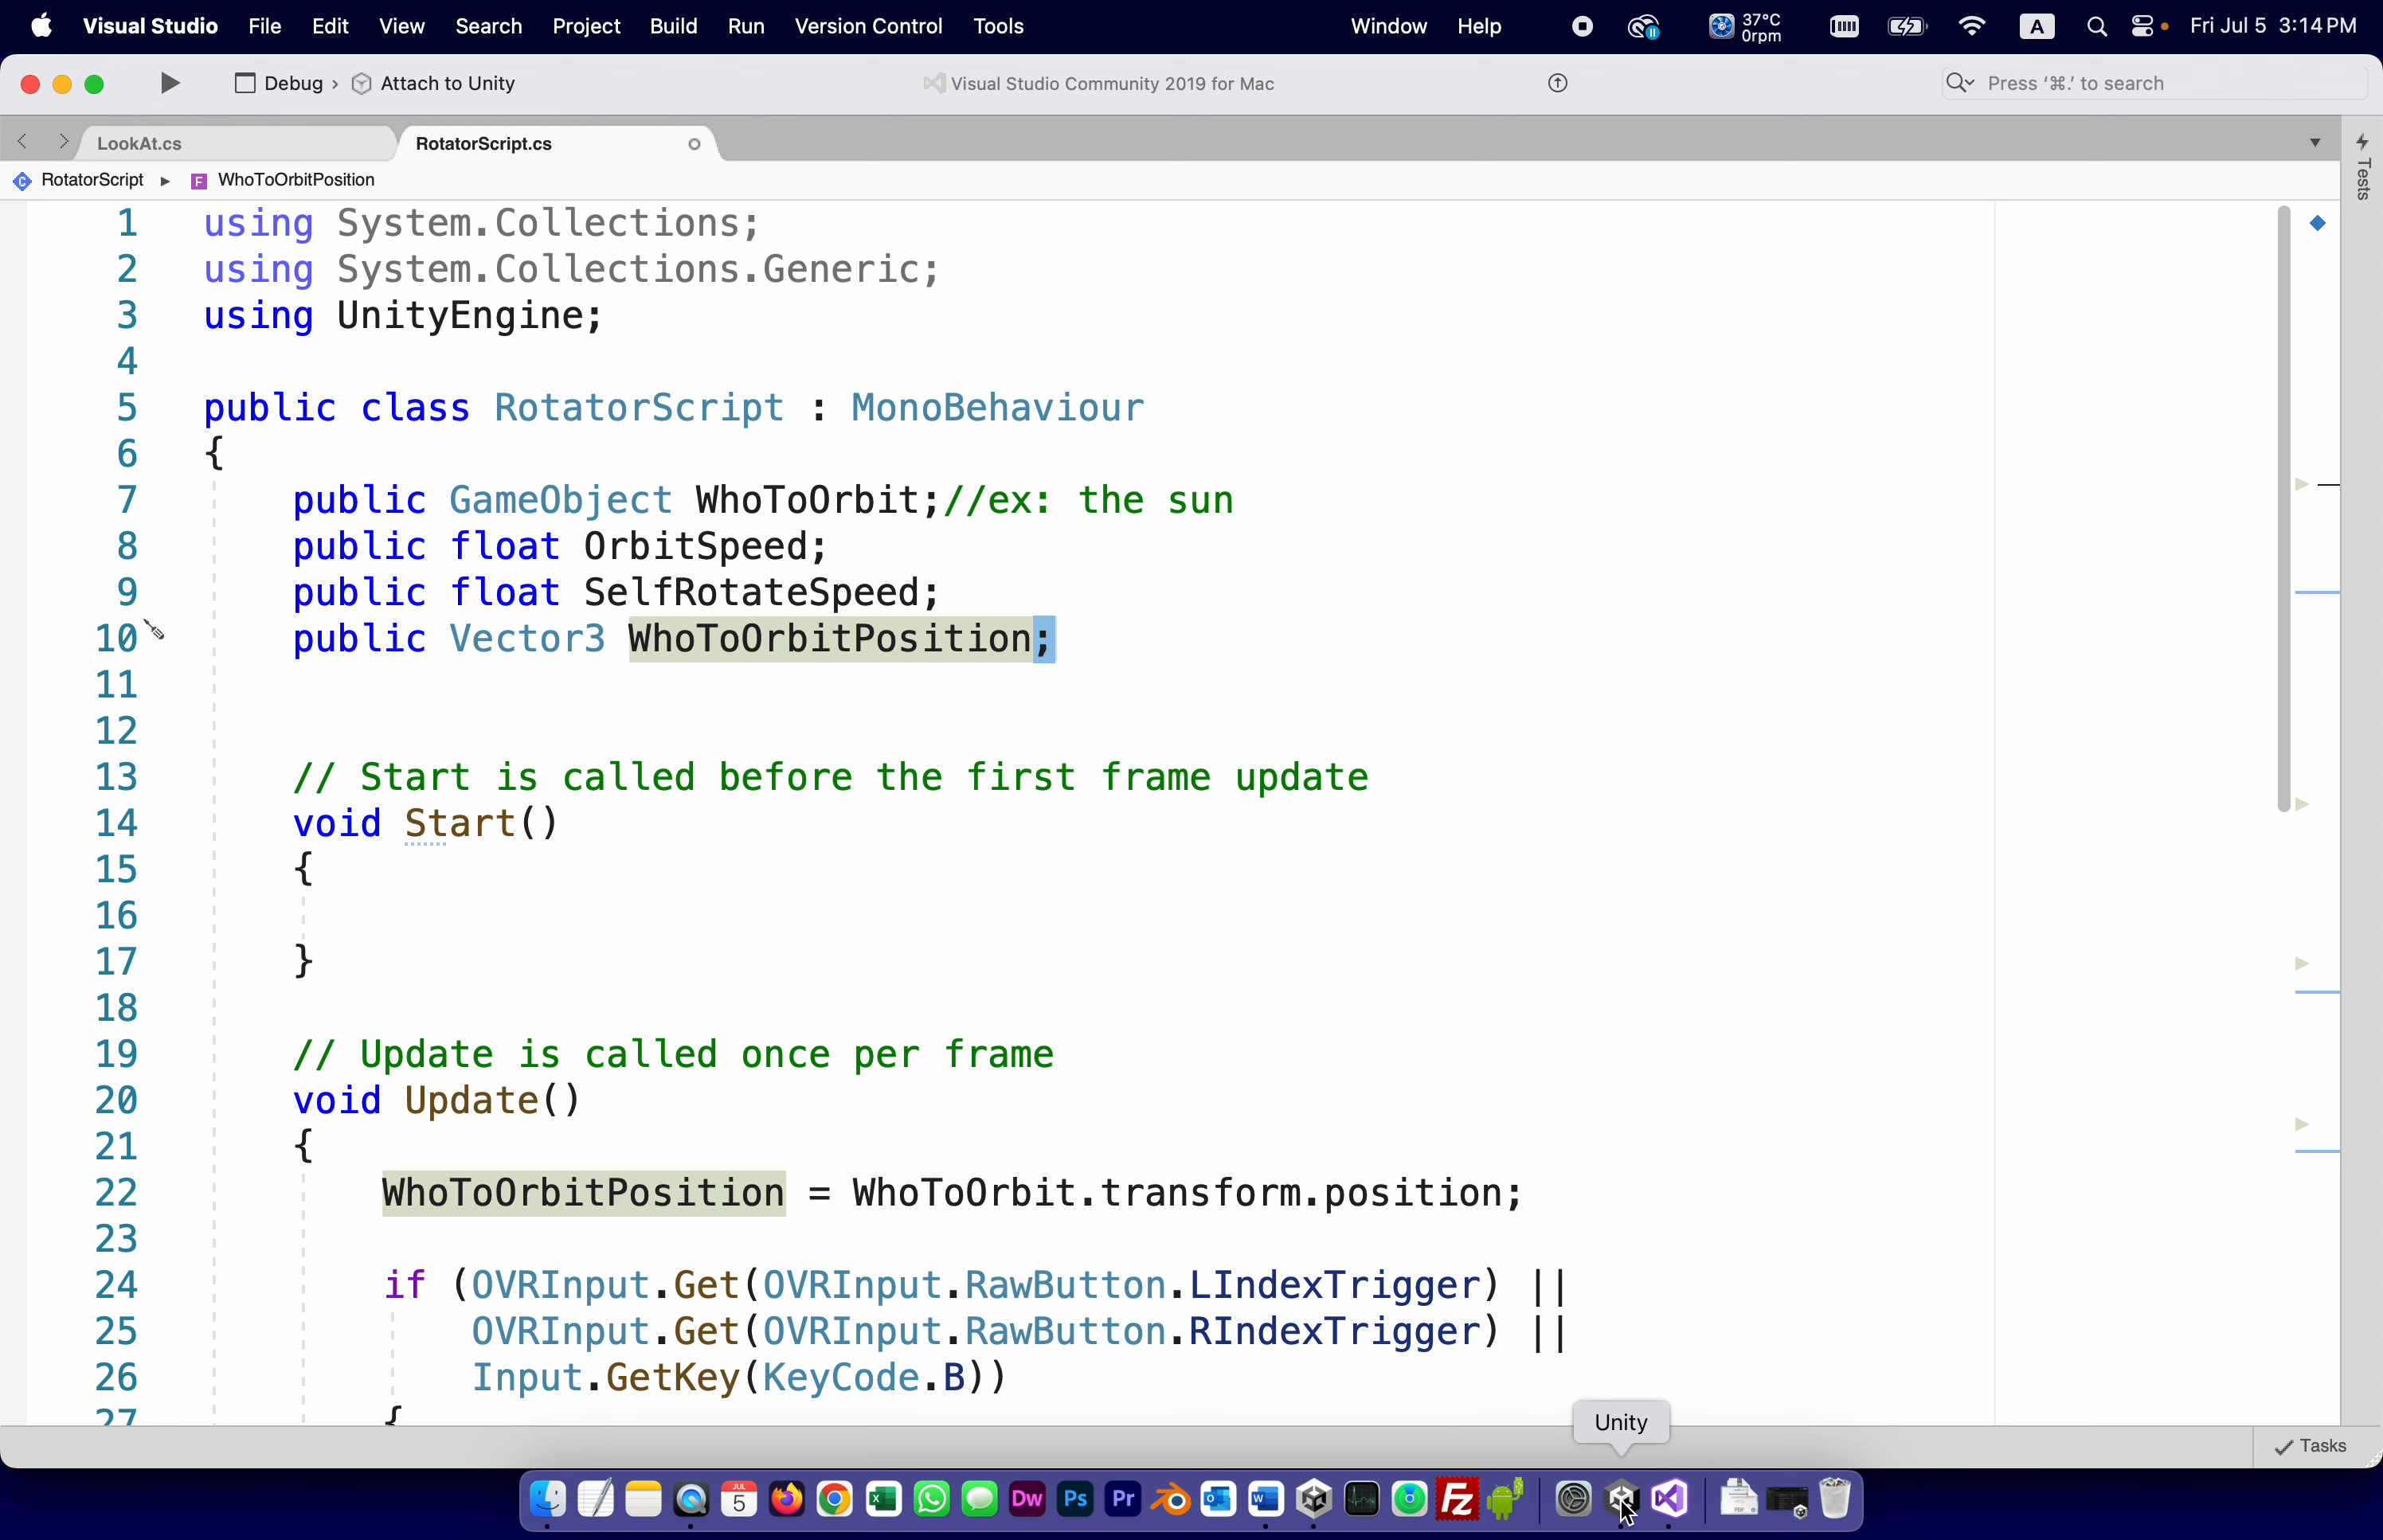 Visual Studio File Edit View Search Project Build Run Version Control Tools Window Help 37°C 0rpm A Fri Jul 5 3:14 PM
Debug › Attach to Unity Visual Studio Community 2019 for Mac Press ‘⌘.’ to search
LookAt.cs RotatorScript.cs
RotatorScript ▸ F WhoToOrbitPosition
Tests
1 using System.Collections;
2 using System.Collections.Generic;
3 using UnityEngine;
4
5 public class RotatorScript : MonoBehaviour
6 {
7 public GameObject WhoToOrbit;//ex: the sun
8 public float OrbitSpeed;
9 public float SelfRotateSpeed;
10 public Vector3 WhoToOrbitPosition;
11
12
13 // Start is called before the first frame update
14 void Start()
15 {
16
17 }
18
19 // Update is called once per frame
20 void Update()
21 {
22 WhoToOrbitPosition = WhoToOrbit.transform.position;
23
24 if (OVRInput.Get(OVRInput.RawButton.LIndexTrigger) ||
25 OVRInput.Get(OVRInput.RawButton.RIndexTrigger) ||
26 Input.GetKey(KeyCode.B))
27 {
Unity
Tasks
JUL 5 Dw Ps Pr Fz